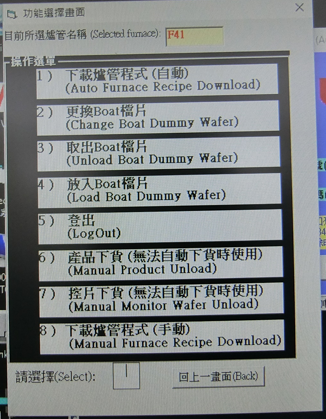 功能選擇畫面
目前所選爐管名稱 (Selected furnace): F41
操作選單
1) 下載爐管程式 (自動)
(Auto Furnace Recipe Download)
2) 更換Boat檔片
(Change Boat Dummy Wafer)
3) 取出Boat檔片
(Unload Boat Dummy Wafer)
4) 放入Boat檔片
(Load Boat Dummy Wafer)
5) 登出
(LogOut)
6) 產品下貨 (無法自動下貨時使用)
(Manual Product Unload)
7) 控片下貨 (無法自動下貨時使用)
(Manual Monitor Wafer Unload)
8) 下載爐管程式 (手動)
(Manual Furnace Recipe Download)
請選擇(Select):
回上一畫面(Back)